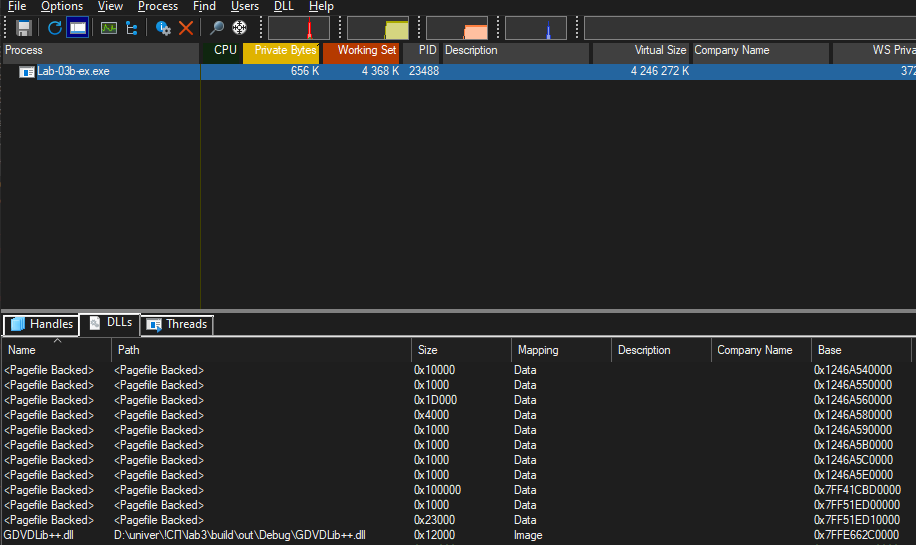 File Options View Process Find Users DLL Help
Process CPU Private Bytes Working Set PID Description Virtual Size Company Name WS Priva
Lab-03b-ex.exe 656 K 4 368 K 23488 4 246 272 K 372
Handles DLLs Threads
Name Path Size Mapping Description Company Name Base
<Pagefile Backed> <Pagefile Backed> 0x10000 Data 0x1246A540000
<Pagefile Backed> <Pagefile Backed> 0x1000 Data 0x1246A550000
<Pagefile Backed> <Pagefile Backed> 0x1D000 Data 0x1246A560000
<Pagefile Backed> <Pagefile Backed> 0x4000 Data 0x1246A580000
<Pagefile Backed> <Pagefile Backed> 0x1000 Data 0x1246A590000
<Pagefile Backed> <Pagefile Backed> 0x1000 Data 0x1246A5B0000
<Pagefile Backed> <Pagefile Backed> 0x1000 Data 0x1246A5C0000
<Pagefile Backed> <Pagefile Backed> 0x1000 Data 0x1246A5E0000
<Pagefile Backed> <Pagefile Backed> 0x100000 Data 0x7FF41CBD0000
<Pagefile Backed> <Pagefile Backed> 0x1000 Data 0x7FF51ED00000
<Pagefile Backed> <Pagefile Backed> 0x23000 Data 0x7FF51ED10000
GDVDLib++.dll D:\univer\!СП\lab3\build\out\Debug\GDVDLib++.dll 0x12000 Image 0x7FFE662C0000